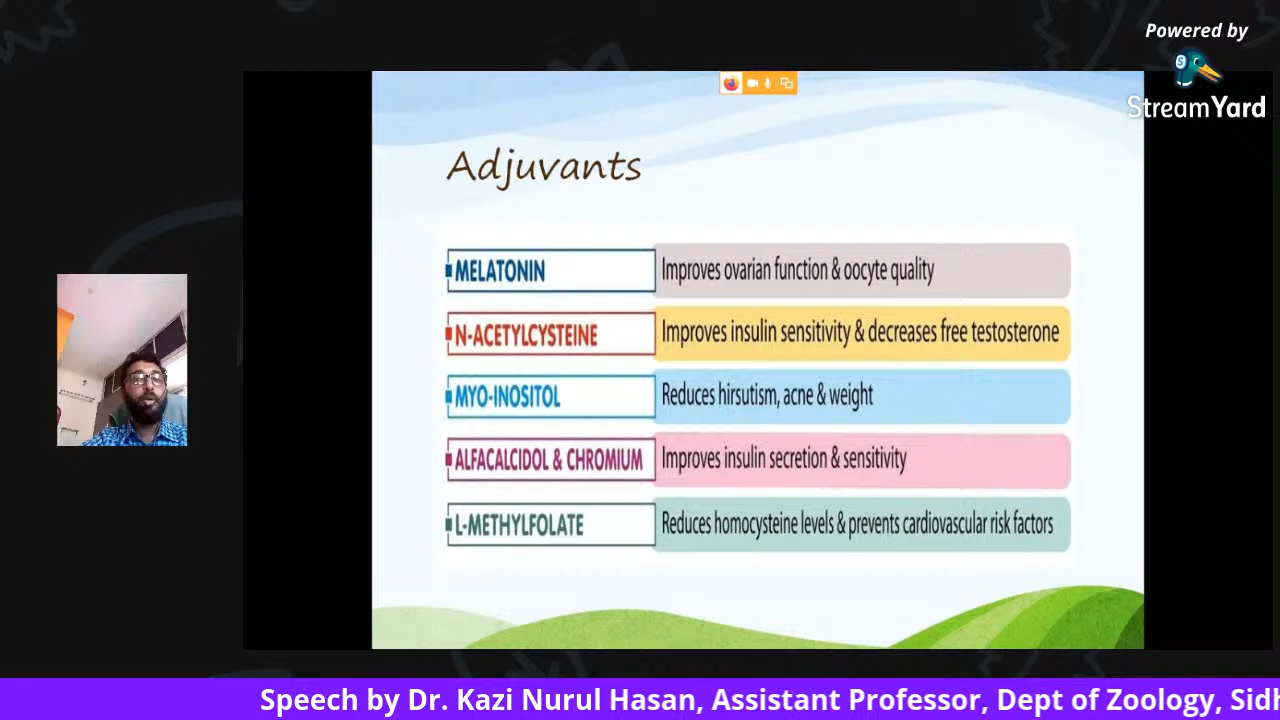 Powered by
StreamYard
Adjuvants
MELATONIN Improves ovarian function & oocyte quality
N-ACETYLCYSTEINE Improves insulin sensitivity & decreases free testosterone
MYO-INOSITOL Reduces hirsutism, acne & weight
ALFACALCIDOL & CHROMIUM Improves insulin secretion & sensitivity
L-METHYLFOLATE Reduces homocysteine levels & prevents cardiovascular risk factors
Speech by Dr. Kazi Nurul Hasan, Assistant Professor, Dept of Zoology,